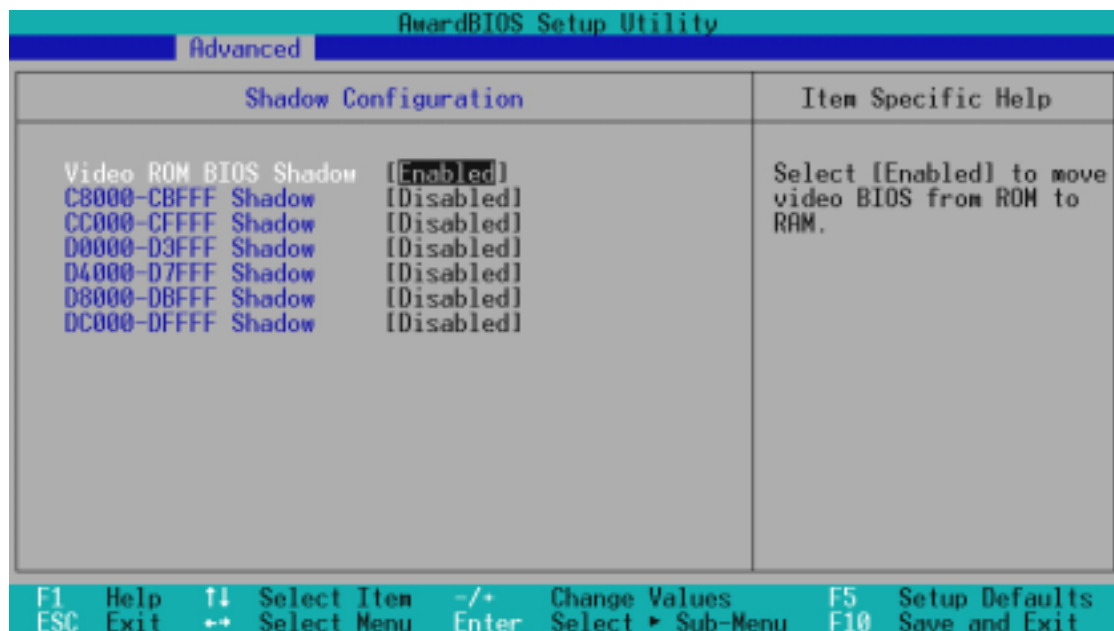 AwardBIOS Setup Utility
Advanced
Shadow Configuration
Item Specific Help
Video ROM BIOS Shadow [Enabled]
C8000-CBFFF Shadow [Disabled]
CC000-CFFFF Shadow [Disabled]
D0000-D3FFF Shadow [Disabled]
D4000-D7FFF Shadow [Disabled]
D8000-DBFFF Shadow [Disabled]
DC000-DFFFF Shadow [Disabled]
Select [Enabled] to move
video BIOS from ROM to
RAM.
F1 Help ↑↓ Select Item -/+ Change Values F5 Setup Defaults
ESC Exit ←→ Select Menu Enter Select ► Sub-Menu F10 Save and Exit